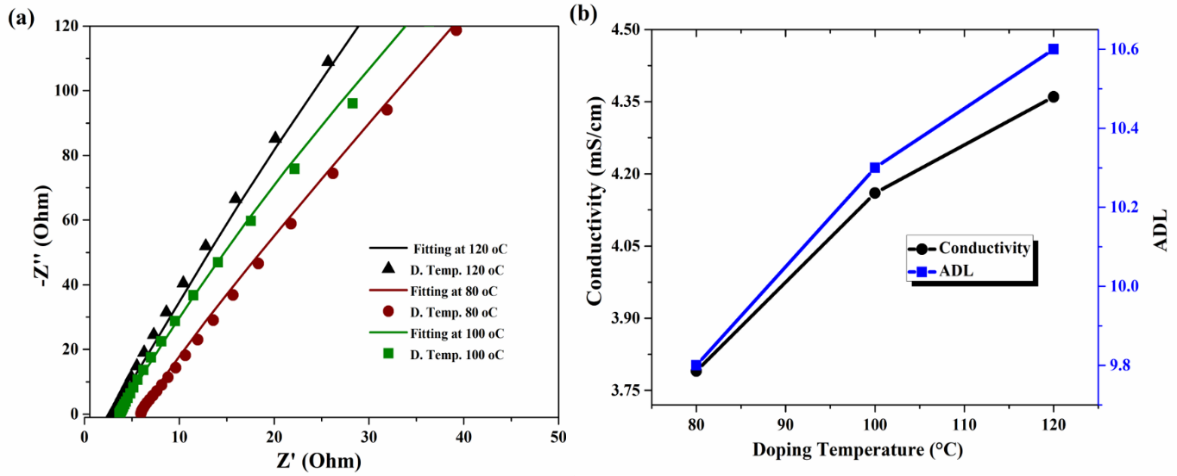 (a)
120
100
80
60
40
20
0
-Z'' (Ohm)
0
10
20
30
40
50
Z' (Ohm)
Fitting at 120 oC
D. Temp. 120 oC
Fitting at 80 oC
D. Temp. 80 oC
Fitting at 100 oC
D. Temp. 100 oC
(b)
4.50
4.35
4.20
4.05
3.90
3.75
Conductivity (mS/cm)
80
90
100
110
120
Doping Temperature (°C)
Conductivity
ADL
10.6
10.4
10.2
10.0
9.8
ADL